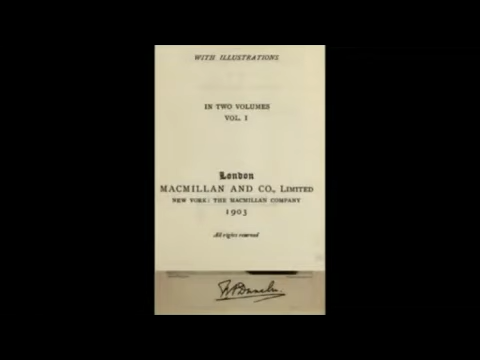 WITH ILLUSTRATIONS
IN TWO VOLUMES
VOL. I
London
MACMILLAN AND CO., LIMITED
NEW YORK: THE MACMILLAN COMPANY
1903
All rights reserved